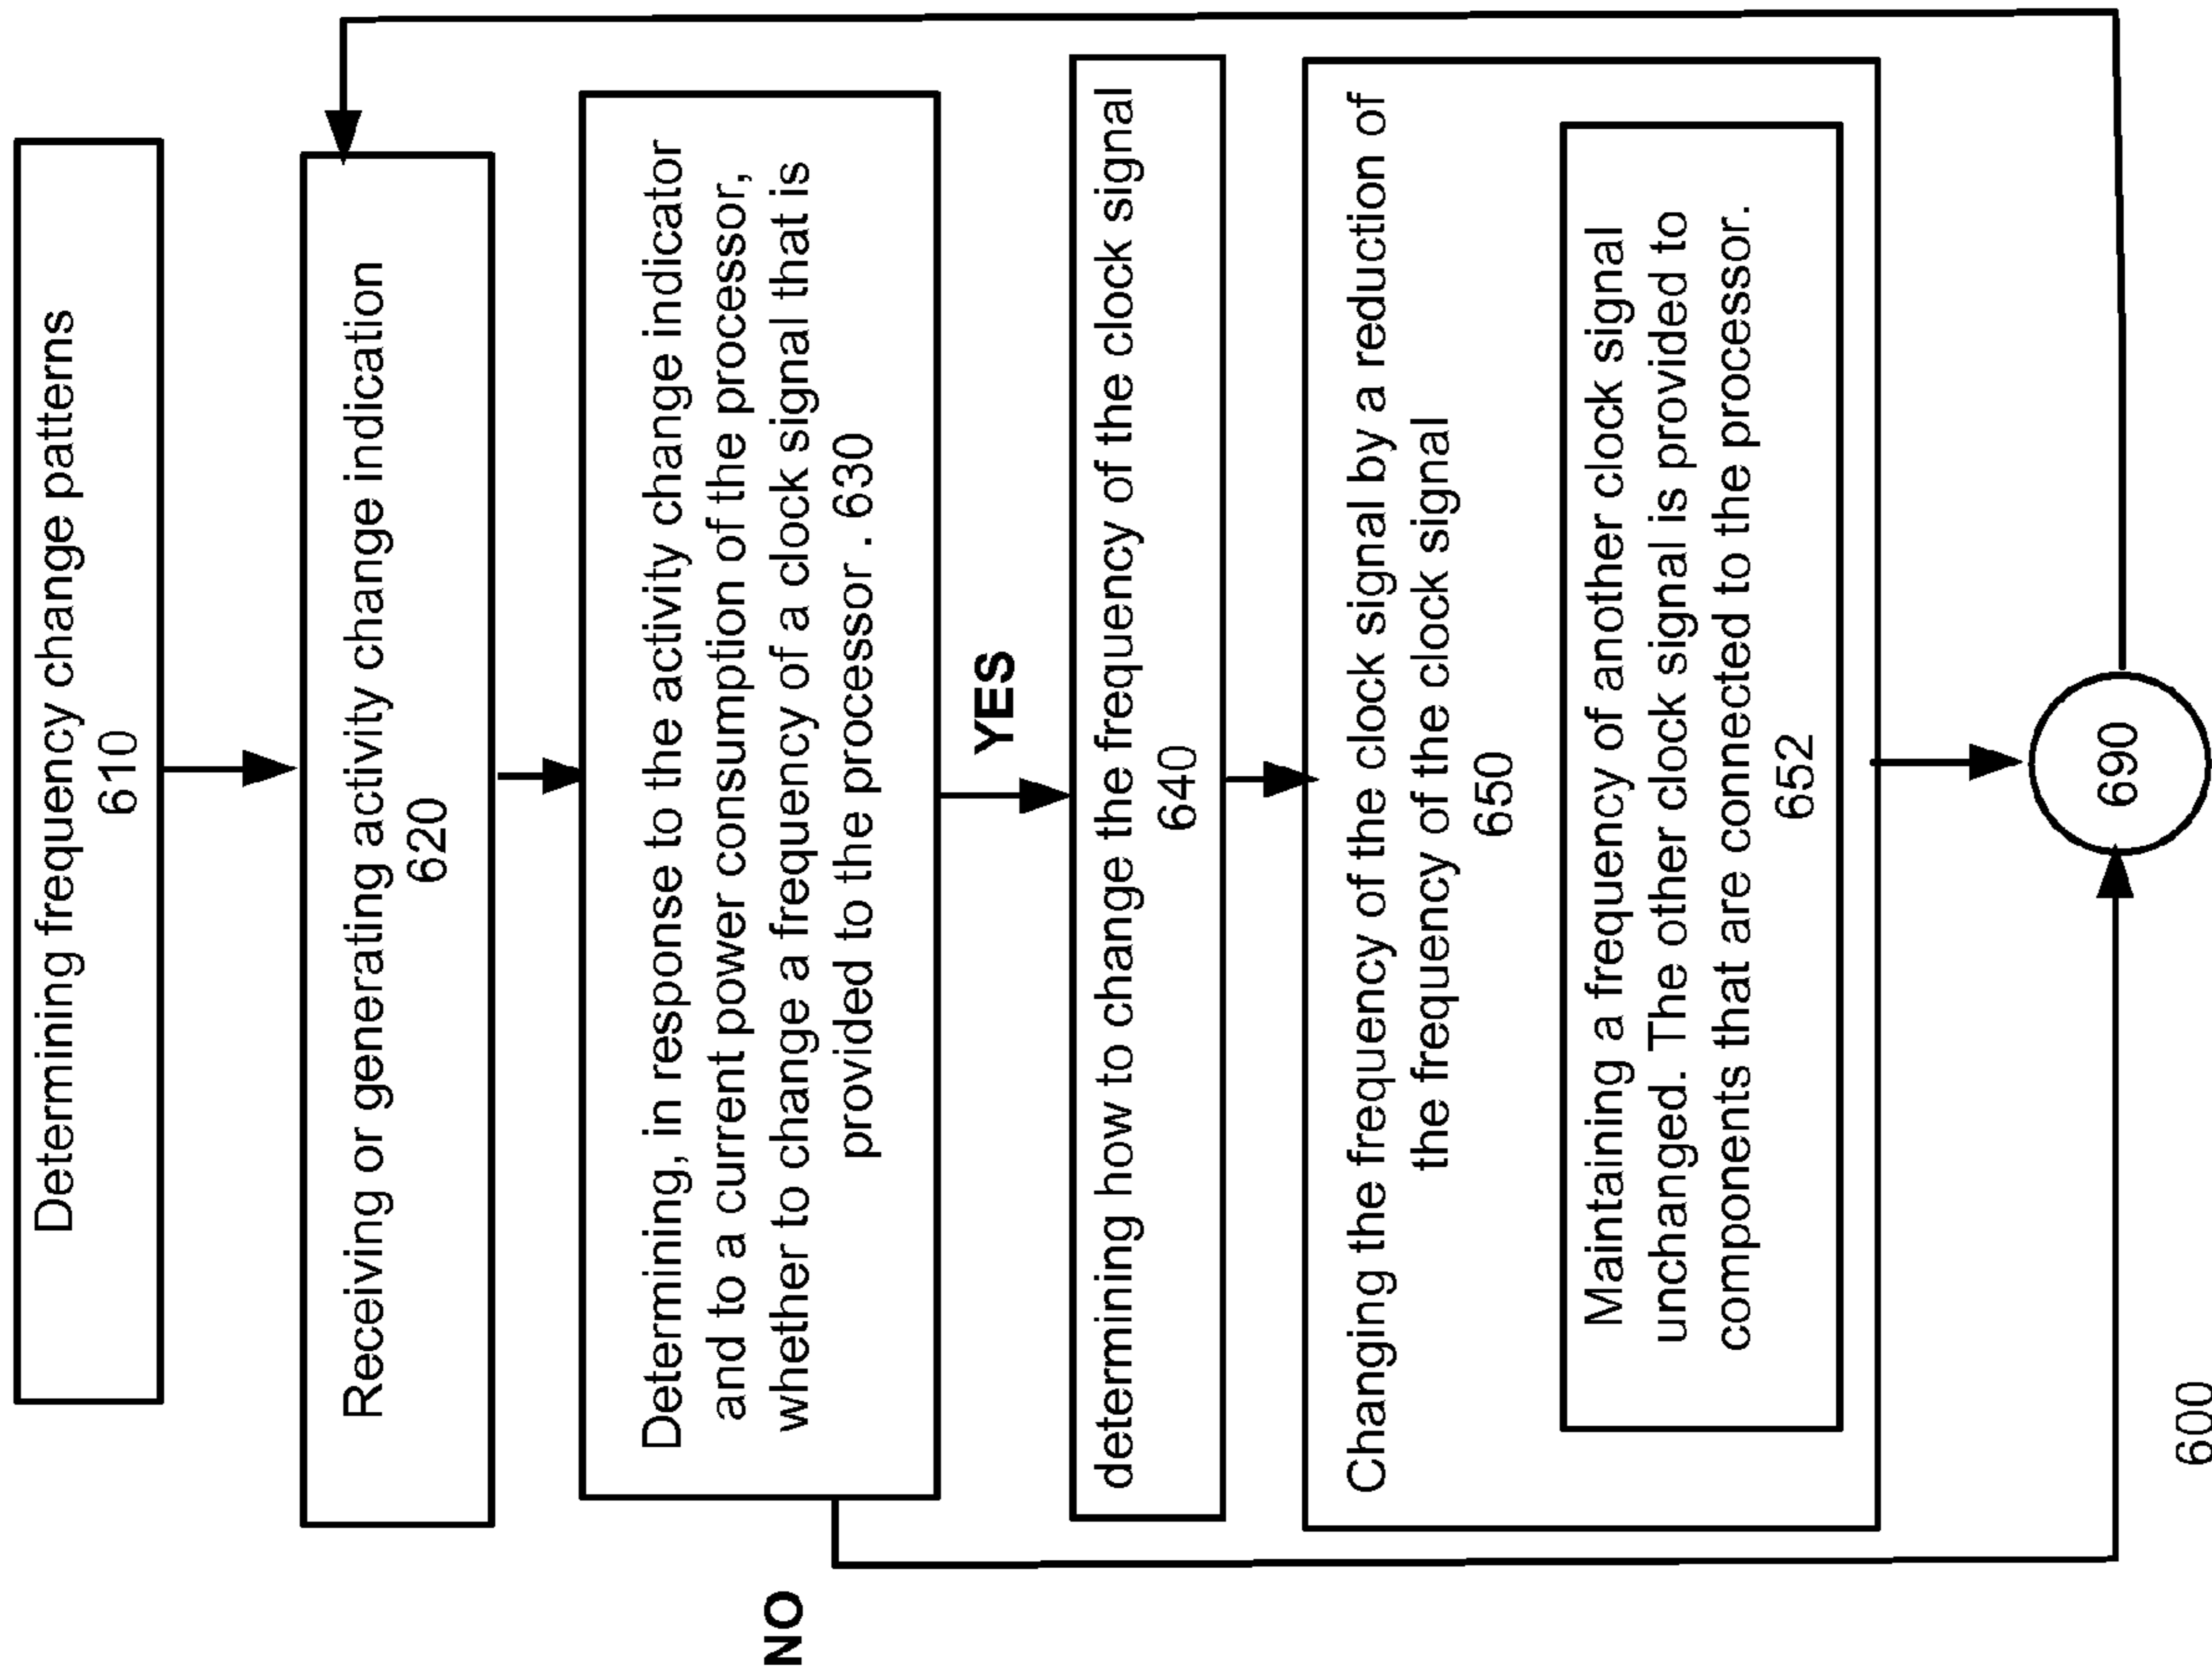 Determining frequency change patterns
610
Receiving or generating activity change indication
620
Determining, in response to the activity change indicator
and to a current power consumption of the processor,
whether to change a frequency of a clock signal that is
provided to the processor . 630
YES
NO
determining how to change the frequency of the clock signal
640
Changing the frequency of the clock signal by a reduction of
the frequency of the clock signal
650
Maintaining a frequency of another clock signal
unchanged. The other clock signal is provided to
components that are connected to the processor.
652
690
600